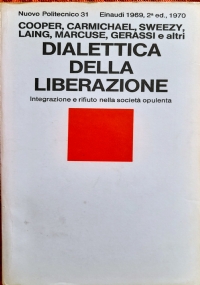 Nuovo Politecnico 31 Einaudi 1969, 2ª ed., 1970
COOPER, CARMICHAEL, SWEEZY,
LAING, MARCUSE, GERASSI e altri
DIALETTICA
DELLA
LIBERAZIONE
integrazione e rifiuto nella società opulenta